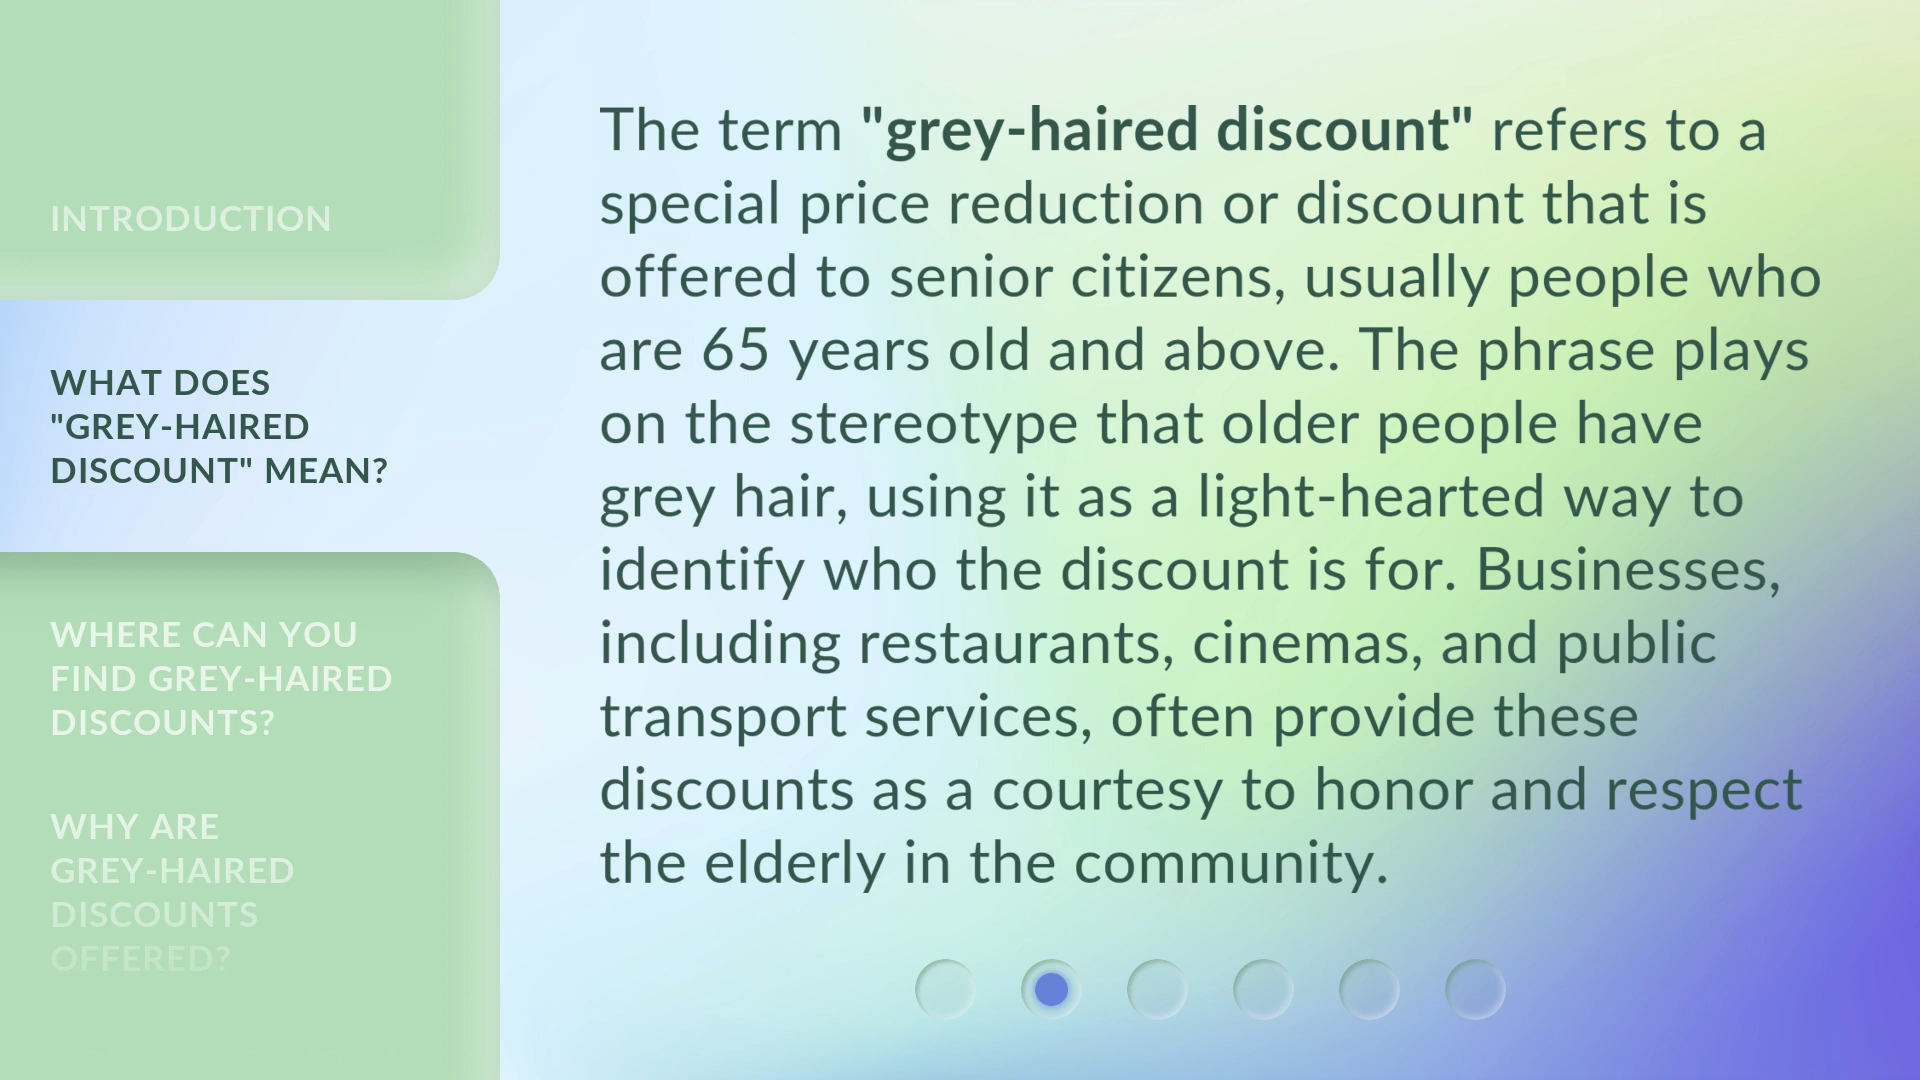 INTRODUCTION
WHAT DOES
"GREY-HAIRED
DISCOUNT" MEAN?
WHERE CAN YOU
FIND GREY-HAIRED
DISCOUNTS?
WHY ARE
GREY-HAIRED
DISCOUNTS
OFFERED?
The term "grey-haired discount" refers to a
special price reduction or discount that is
offered to senior citizens, usually people who
are 65 years old and above. The phrase plays
on the stereotype that older people have
grey hair, using it as a light-hearted way to
identify who the discount is for. Businesses,
including restaurants, cinemas, and public
transport services, often provide these
discounts as a courtesy to honor and respect
the elderly in the community.